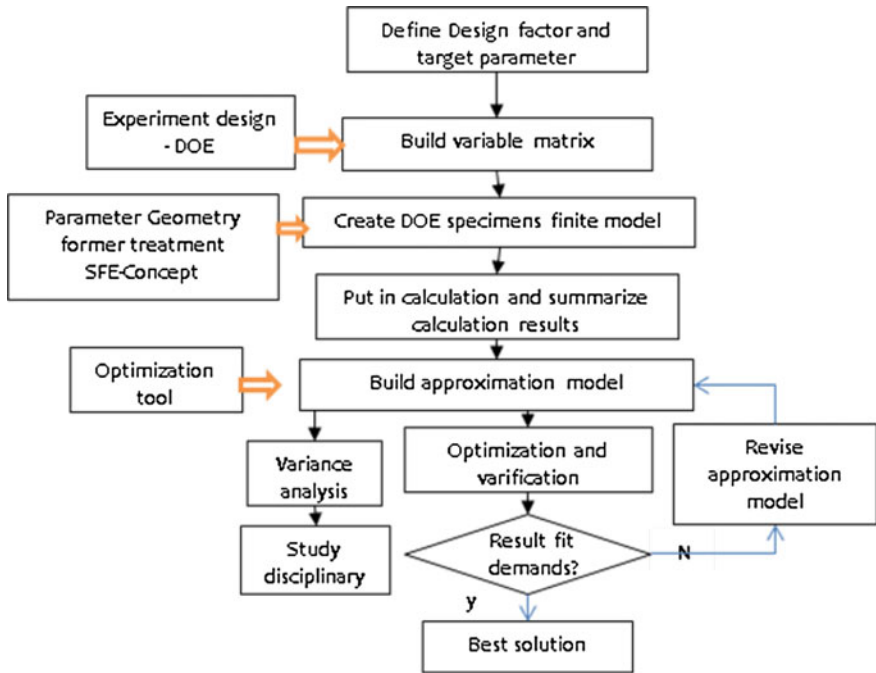 Define Design factor and
target parameter
Experiment design
- DOE
Build variable matrix
Parameter Geometry
former treatment
SFE-Concept
Create DOE specimens finite model
Put in calculation and summarize
calculation results
Optimization
tool
Build approximation model
Variance
analysis
Optimization and
varification
Revise
approximation
model
Study
disciplinary
Result fit
demands?
N
y
Best solution